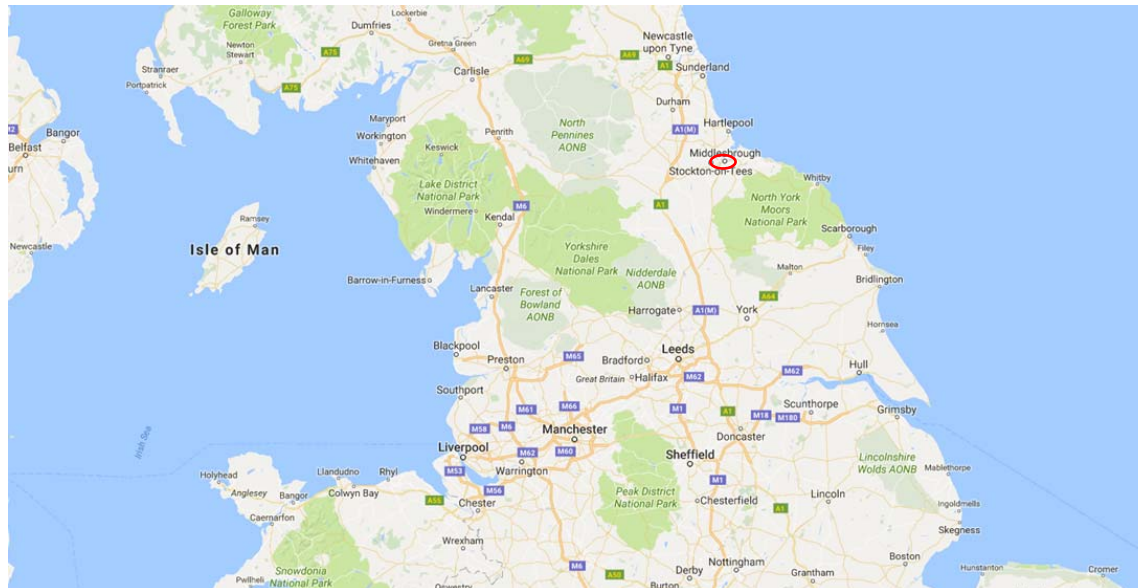 Galloway
Forest Park
Lockerbie
Dumfries
Newcastle
upon Tyne
Newton
Stewart
A75
Gretna Green
A69
A69
A1
Sunderland
Stranraer
Portpatrick
A75
Carlisle
Durham
Maryport
Workington
Penrith
North
Pennines
AONB
A1(M)
Hartlepool
Bangor
Belfast
Whitehaven
Keswick
Middlesbrough
Stockton-on-Tees
Whitby
Lake District
National Park
Windermere
Kendal
M6
A1
North York
Moors
National Park
Scarborough
Ramsey
Isle of Man
Newcastle
Yorkshire
Dales
National Park
Nidderdale
AONB
Filey
Malton
Bridlington
Barrow-in-Furness
Lancaster
Forest of
Bowland
AONB
A64
Harrogate
A1(M)
York
Hornsea
Blackpool
Preston
M65
Bradford
Leeds
Great Britain
Halifax
M62
M62
Hull
Southport
M61
M66
M1
A1
M18
M180
Scunthorpe
Grimsby
M58
M6
Manchester
Doncaster
Irish Sea
Liverpool
M62
M60
Sheffield
Lincolnshire
Wolds AONB
Mablethorpe
Holyhead
Llandudno
Rhyl
M53
Warrington
M1
Anglesey
Bangor
Colwyn Bay
A55
M56
Chester
Peak District
National Park
Chesterfield
Lincoln
A1
Ingoldmells
Caernarfon
Skegness
Wrexham
Snowdonia
National Park
Pwllheli
M6
A50
Derby
Nottingham
Boston
Grantham
Hunstanton
Cromer